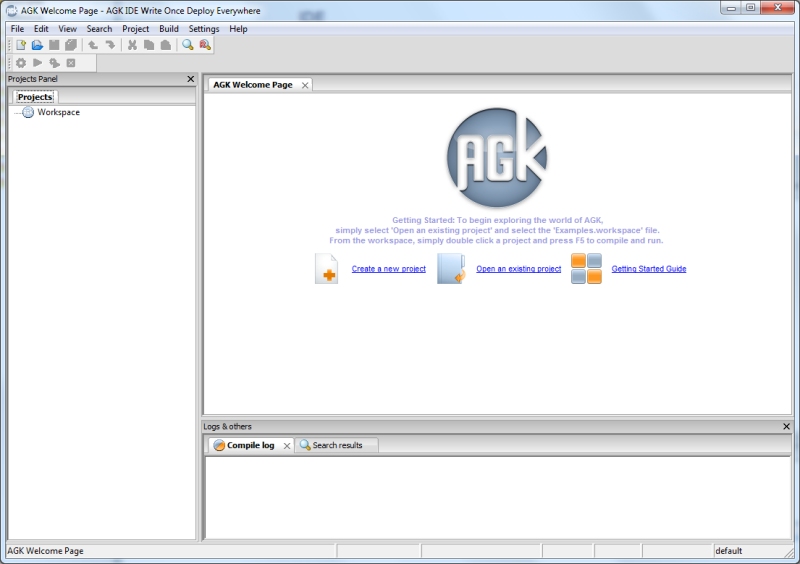 AGK Welcome Page - AGK IDE Write Once Deploy Everywhere
File Edit View Search Project Build Settings Help
Projects Panel
Projects
Workspace
AGK Welcome Page
AGK
Getting Started: To begin exploring the world of AGK,
simply select 'Open an existing project' and select the 'Examples.workspace' file.
From the workspace, simply double click a project and press F5 to compile and run.
Create a new project Open an existing project Getting Started Guide
Logs & others
Compile log Search results
AGK Welcome Page default